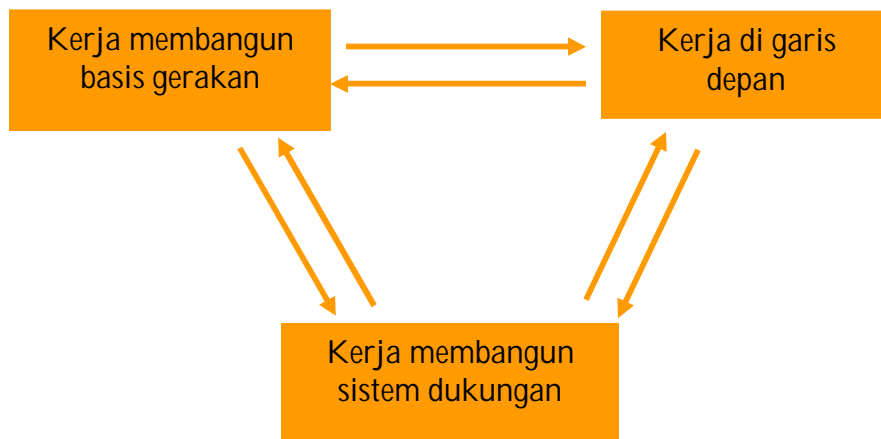 Kerja membangun
basis gerakan
Kerja di garis
depan
Kerja membangun
sistem dukungan